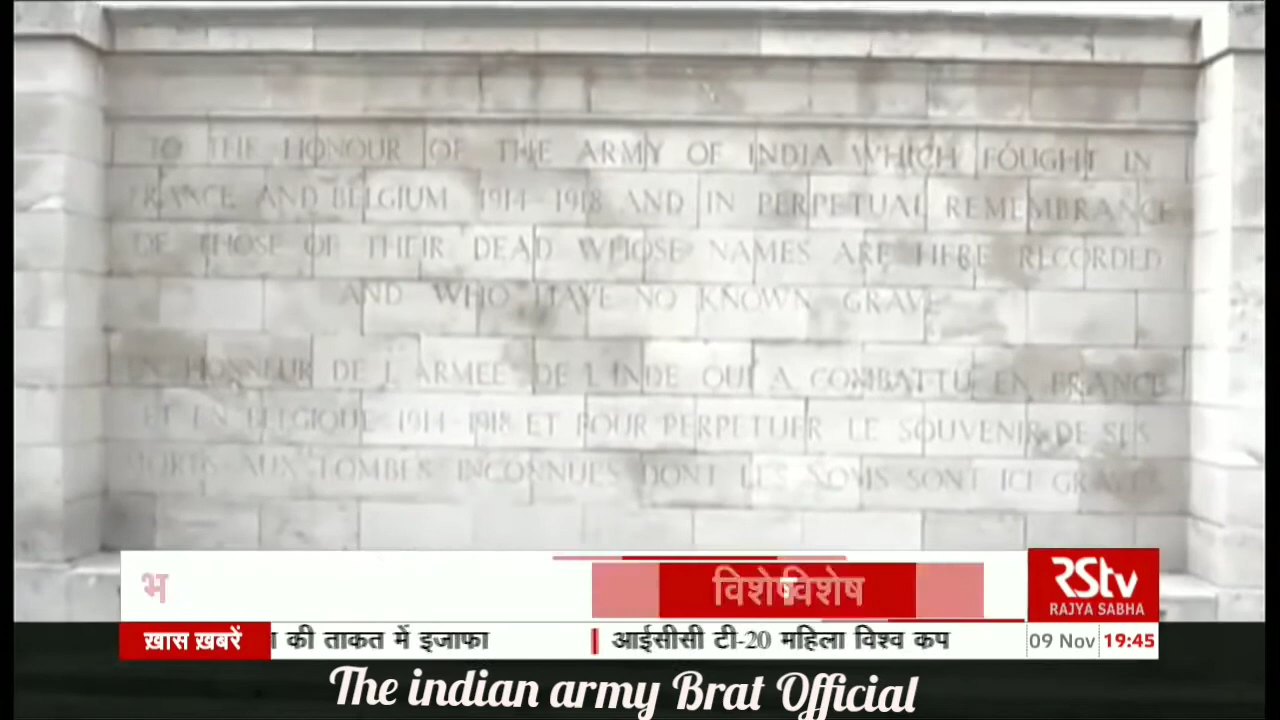 TO THE HONOUR OF THE ARMY OF INDIA WHICH FOUGHT IN
FRANCE AND BELGIUM 1914-1918 AND IN PERPETUAL REMEMBRANCE
OF THOSE OF THEIR DEAD WHOSE NAMES ARE HERE RECORDED
AND WHO HAVE NO KNOWN GRAVE
EN HONNEUR DE L'ARMEE DE L'INDE QUI A COMBATTU EN FRANCE
ET EN BELGIQUE 1914-1918 ET POUR PERPETUER LE SOUVENIR DE SES
MORTS AUX TOMBES INCONNUES DONT LES NOMS SONT ICI GRAVES
भ
विशेष विशेष
RSTV
RAJYA SABHA
ख़ास ख़बरें
की ताकत में इजाफा | आईसीसी टी-20 महिला विश्व कप
09 Nov 19:45
The indian army Brat Official